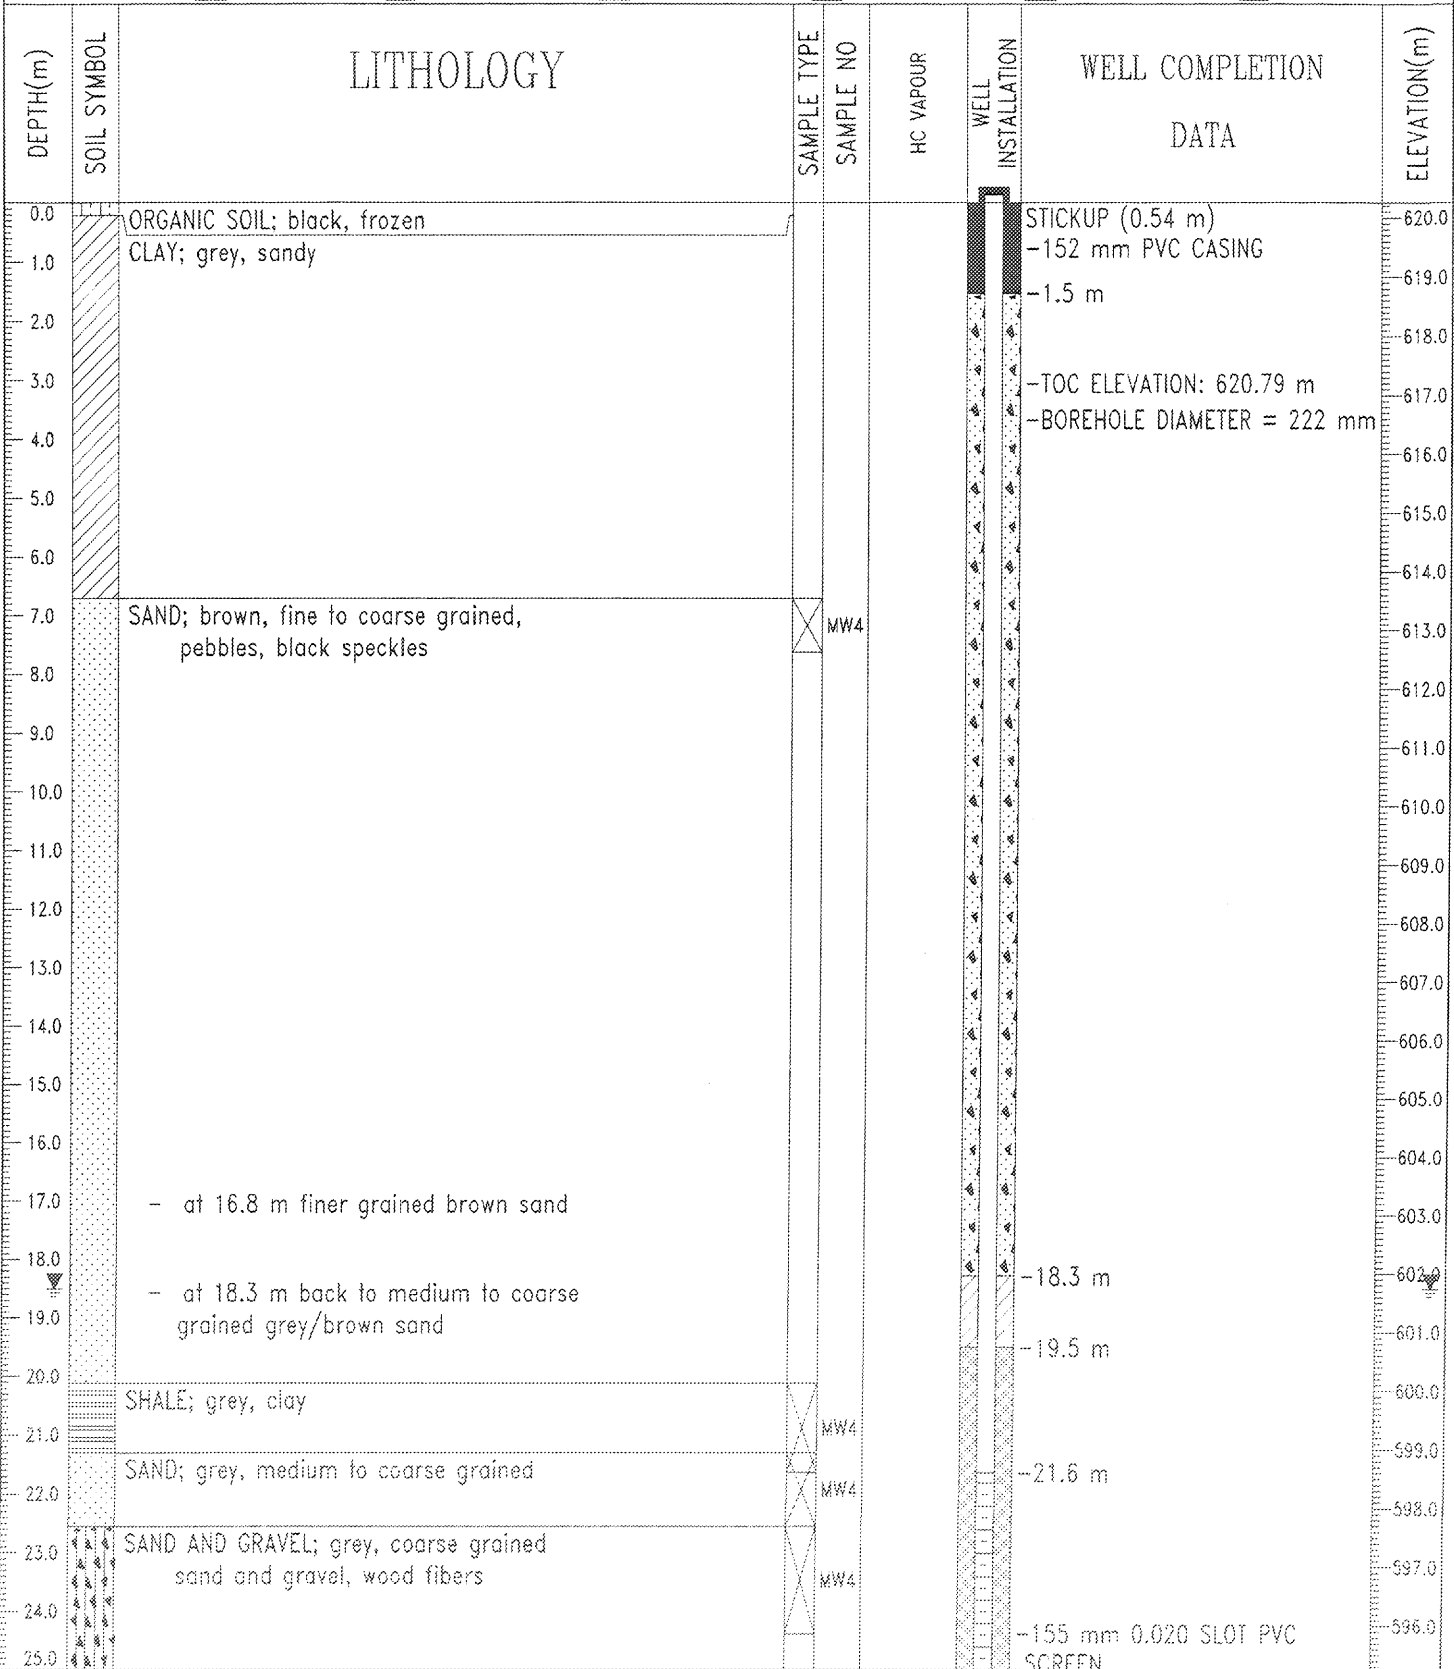 DEPTH(m)
SOIL SYMBOL
LITHOLOGY
SAMPLE TYPE
SAMPLE NO
HC VAPOUR
WELL
INSTALLATION
WELL COMPLETION
DATA
ELEVATION(m)
0.0
1.0
2.0
3.0
4.0
5.0
6.0
7.0
8.0
9.0
10.0
11.0
12.0
13.0
14.0
15.0
16.0
17.0
18.0
19.0
20.0
21.0
22.0
23.0
24.0
25.0
ORGANIC SOIL; black, frozen
CLAY; grey, sandy
SAND; brown, fine to coarse grained,
pebbles, black speckles
- at 16.8 m finer grained brown sand
- at 18.3 m back to medium to coarse
grained grey/brown sand
SHALE; grey, clay
SAND; grey, medium to coarse grained
SAND AND GRAVEL; grey, coarse grained
sand and gravel, wood fibers
MW4
MW4
MW4
MW4
STICKUP (0.54 m)
-152 mm PVC CASING
-1.5 m
-TOC ELEVATION: 620.79 m
-BOREHOLE DIAMETER = 222 mm
-18.3 m
-19.5 m
-21.6 m
-155 mm 0.020 SLOT PVC
SCREEN
620.0
619.0
618.0
617.0
616.0
615.0
614.0
613.0
612.0
611.0
610.0
609.0
608.0
607.0
606.0
605.0
604.0
603.0
602.0
601.0
600.0
599.0
598.0
597.0
596.0